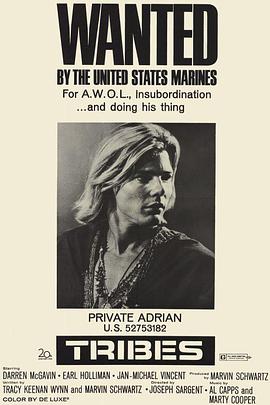 WANTED
BY THE UNITED STATES MARINES
For A.W.O.L., Insubordination
...and doing his thing
PRIVATE ADRIAN
U.S. 52753182
TRIBES
Starring
DARREN McGAVIN • EARL HOLLIMAN • JAN-MICHAEL VINCENT Produced by MARVIN SCHWARTZ
Written by TRACY KEENAN WYNN and MARVIN SCHWARTZ Directed by JOSEPH SARGENT • Music by AL CAPPS and MARTY COOPER
COLOR BY DE LUXE®